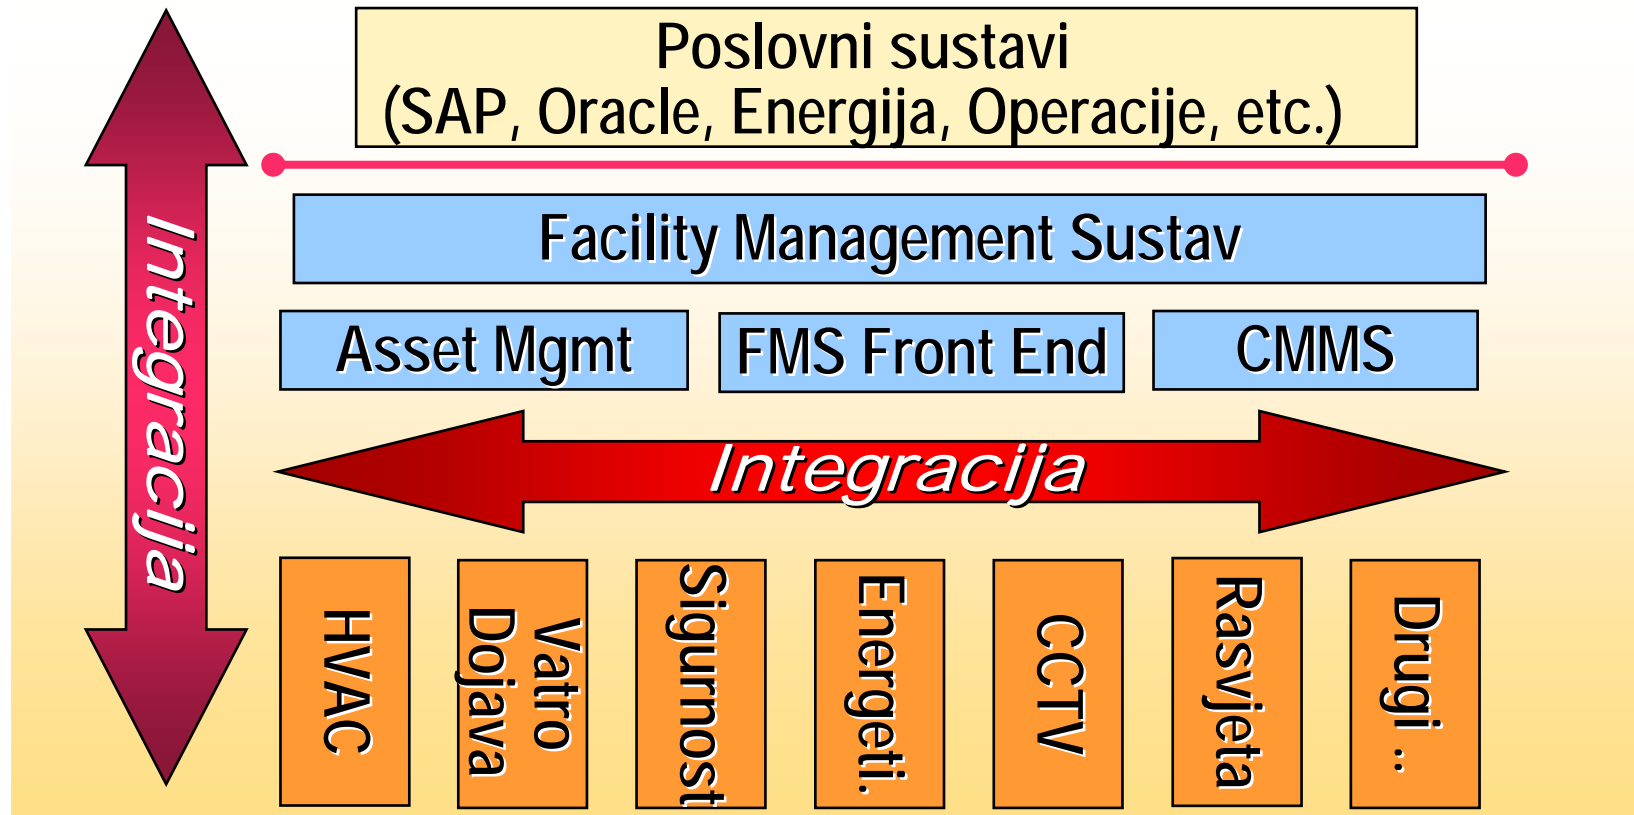 Poslovni sustavi
(SAP, Oracle, Energija, Operacije, etc.)
Integracija
Facility Management Sustav
Asset Mgmt
FMS Front End
CMMS
Integracija
HVAC
Vatro
Dojava
Sigurnost
Energeti.
CCTV
Rasvjeta
Drugi ..